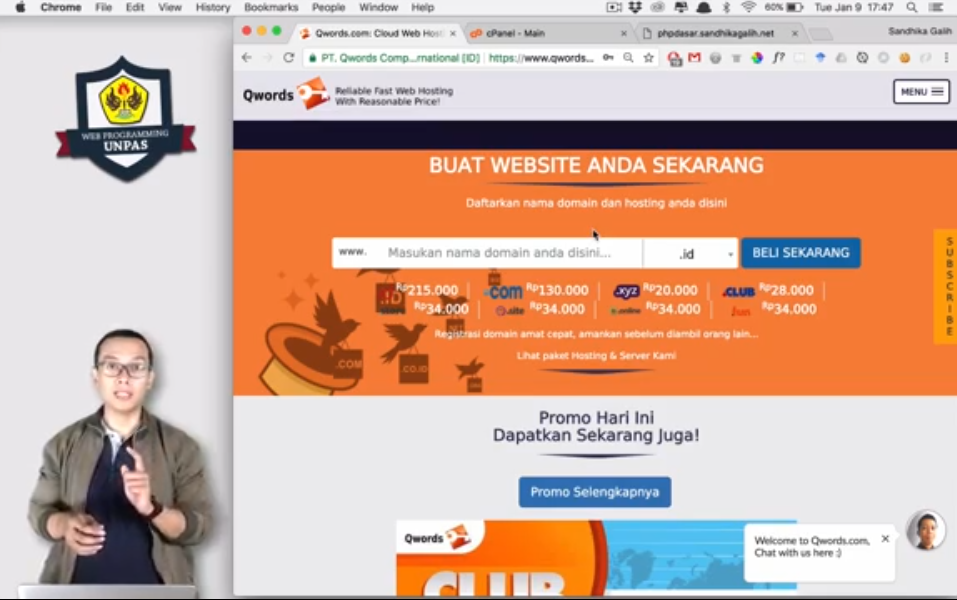 Chrome File Edit View History Bookmarks People Window Help 60% Tue Jan 9 17:47
Qwords.com: Cloud Web Host cPanel - Main phpdasar.sandhikagalih.net Sandhika Galih
PT. Qwords Comp...rnational [ID] https://www.qwords...
Qwords
Reliable Fast Web Hosting
With Reasonable Price!
MENU
WEB PROGRAMMING
UNPAS
BUAT WEBSITE ANDA SEKARANG
Daftarkan nama domain dan hosting anda disini
www. Masukan nama domain anda disini... .id BELI SEKARANG
SUBSCRIBE
.ID Rp215.000 .com Rp130.000 .xyz Rp20.000 .CLUB Rp28.000
Rp34.000 .site Rp34.000 .online Rp34.000 .fun Rp34.000
Registrasi domain amat cepat, amankan sebelum diambil orang lain...
Lihat paket Hosting & Server Kami
.COM .CO.ID
Promo Hari Ini
Dapatkan Sekarang Juga!
Promo Selengkapnya
Qwords
CLUB
Welcome to Qwords.com,
Chat with us here :)